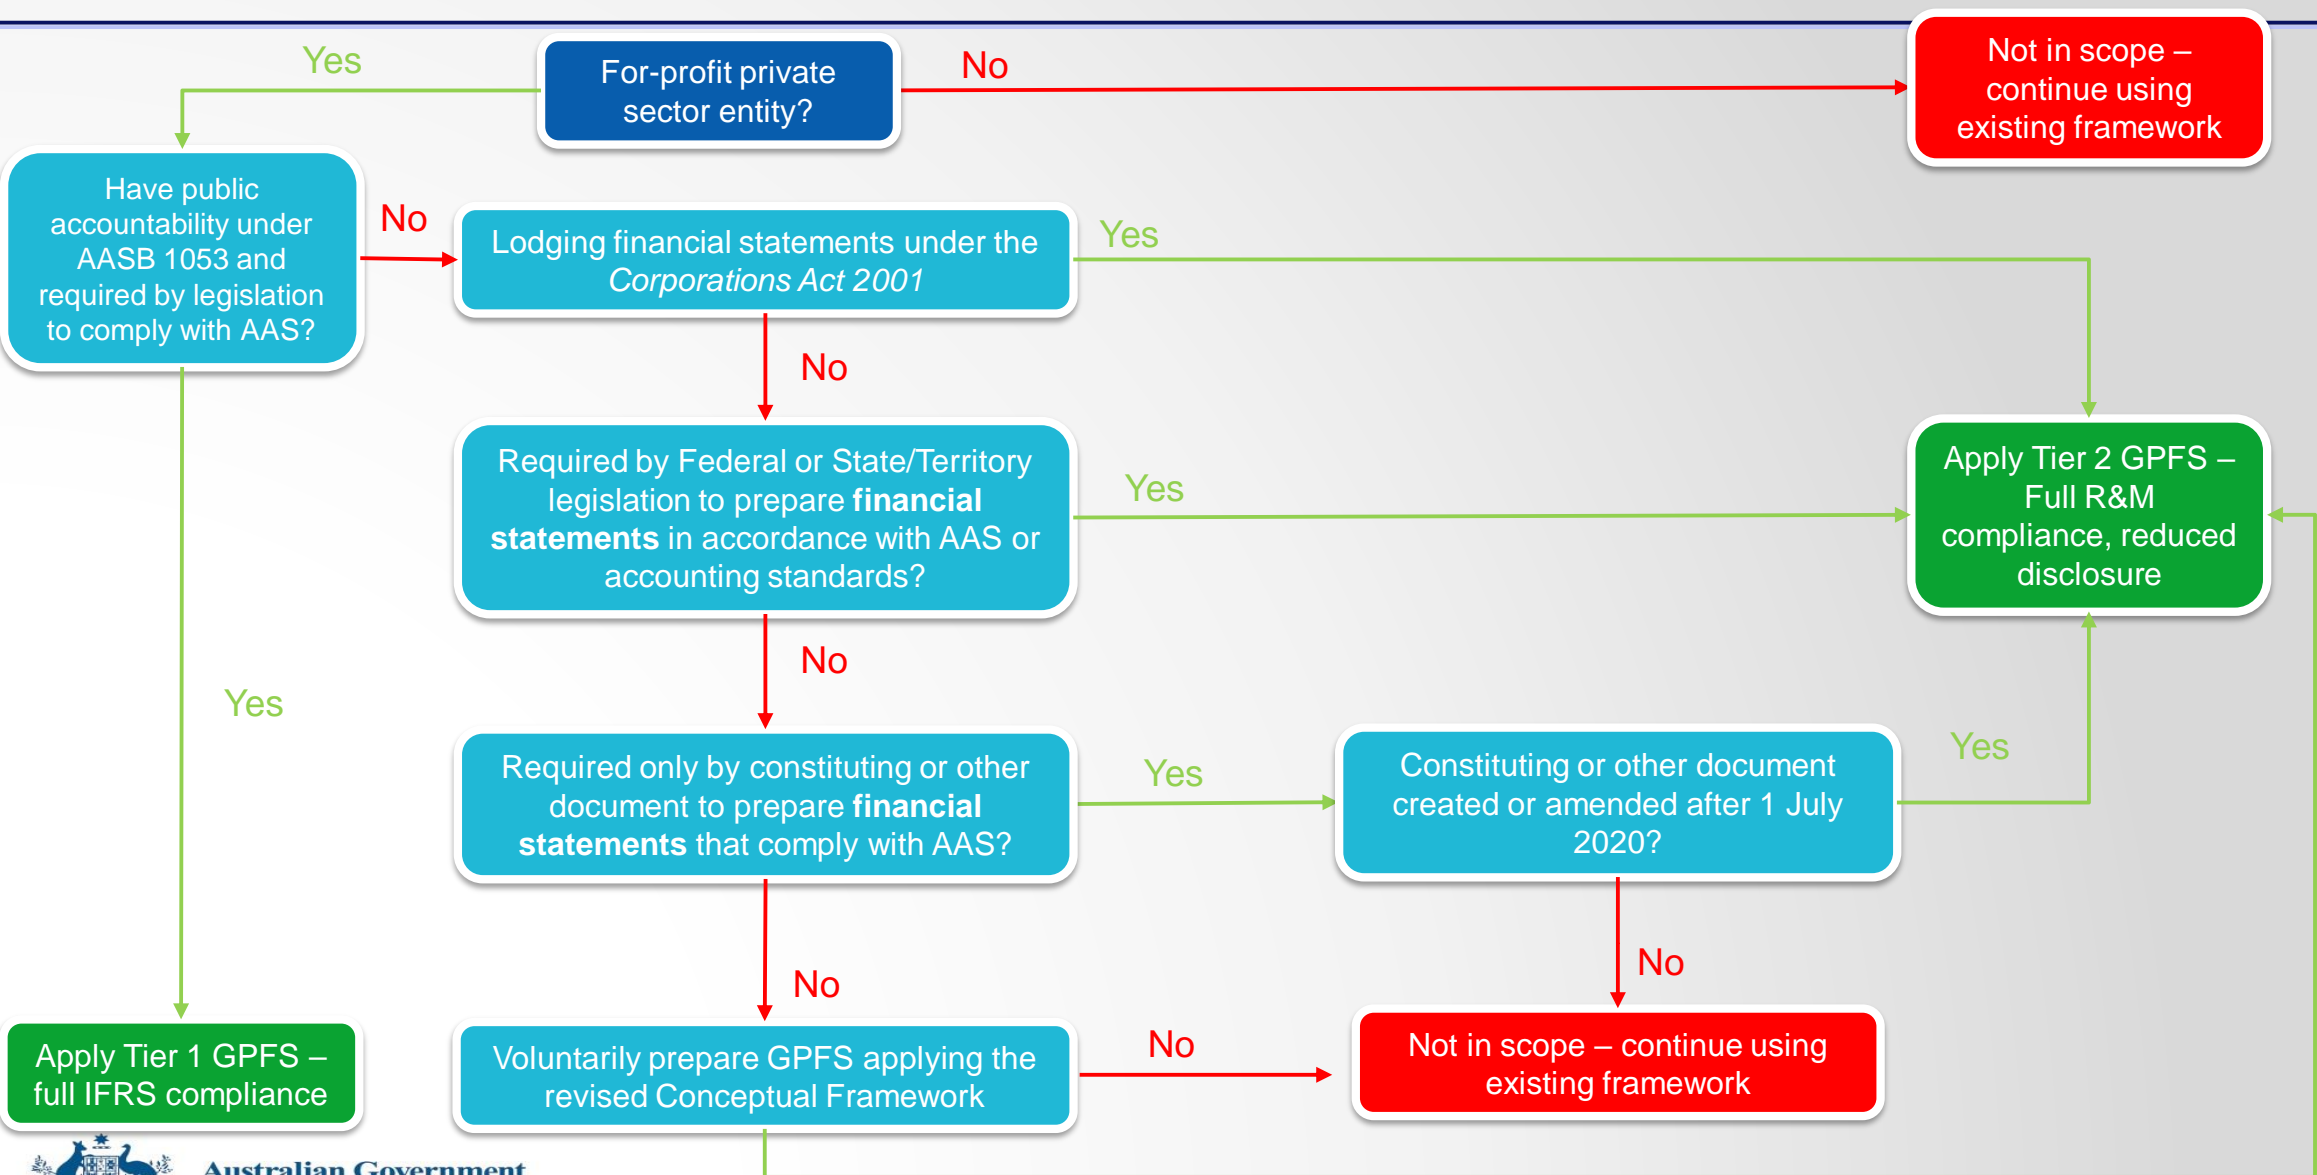 Yes
For-profit private
sector entity?
No
Not in scope –
continue using
existing framework
Have public
accountability under
AASB 1053 and
required by legislation
to comply with AAS?
No
Lodging financial statements under the
Corporations Act 2001
Yes
No
Required by Federal or State/Territory
legislation to prepare financial
statements in accordance with AAS or
accounting standards?
Yes
Apply Tier 2 GPFS –
Full R&M
compliance, reduced
disclosure
No
Yes
Required only by constituting or other
document to prepare financial
statements that comply with AAS?
Yes
Constituting or other document
created or amended after 1 July
2020?
Yes
No
No
Apply Tier 1 GPFS –
full IFRS compliance
Voluntarily prepare GPFS applying the
revised Conceptual Framework
No
Not in scope – continue using
existing framework
Australian Government